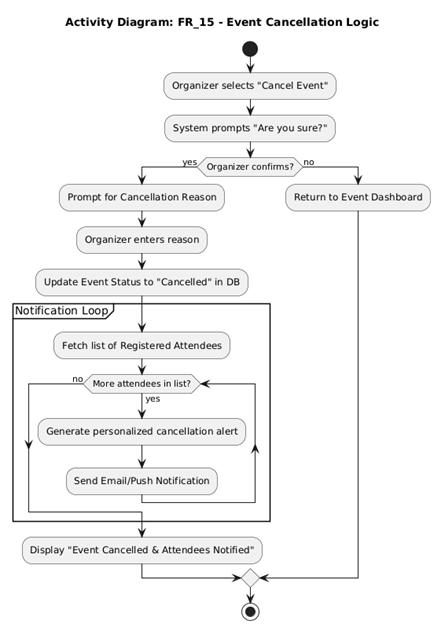 Activity Diagram: FR_15 - Event Cancellation Logic
Organizer selects "Cancel Event"
System prompts "Are you sure?"
yes
Organizer confirms?
no
Prompt for Cancellation Reason
Return to Event Dashboard
Organizer enters reason
Update Event Status to "Cancelled" in DB
Notification Loop
Fetch list of Registered Attendees
no
More attendees in list?
yes
Generate personalized cancellation alert
Send Email/Push Notification
Display "Event Cancelled & Attendees Notified"